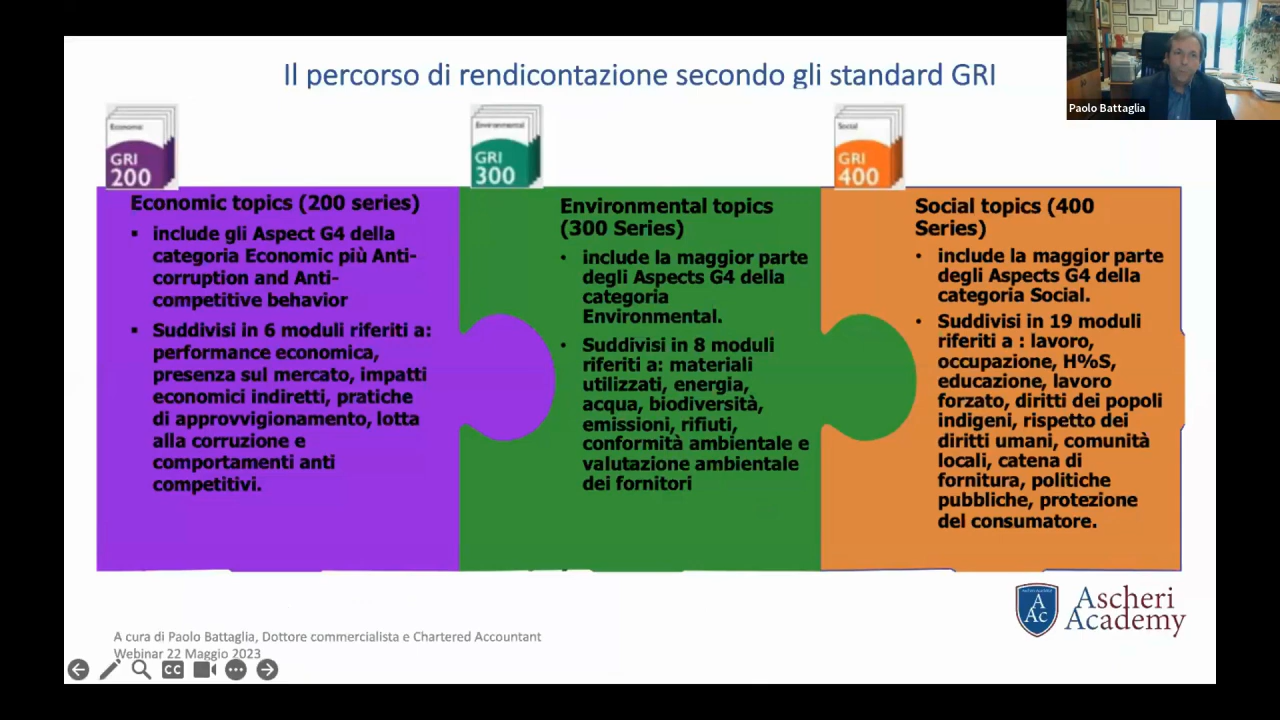 Paolo Battaglia
Il percorso di rendicontazione secondo gli standard GRI
Economic
GRI
200
Environmental
GRI
300
Social
GRI
400
Economic topics (200 series)
▪ include gli Aspect G4 della
categoria Economic più Anti-
corruption and Anti-
competitive behavior
▪ Suddivisi in 6 moduli riferiti a:
performance economica,
presenza sul mercato, impatti
economici indiretti, pratiche
di approvvigionamento, lotta
alla corruzione e
comportamenti anti
competitivi.
Environmental topics
(300 Series)
• include la maggior parte
degli Aspects G4 della
categoria
Environmental.
• Suddivisi in 8 moduli
riferiti a: materiali
utilizzati, energia,
acqua, biodiversità,
emissioni, rifiuti,
conformità ambientale e
valutazione ambientale
dei fornitori
Social topics (400
Series)
• include la maggior parte
degli Aspects G4 della
categoria Social.
• Suddivisi in 19 moduli
riferiti a : lavoro,
occupazione, H%S,
educazione, lavoro
forzato, diritti dei popoli
indigeni, rispetto dei
diritti umani, comunità
locali, catena di
fornitura, politiche
pubbliche, protezione
del consumatore.
A
Ac
Ascheri
Academy
A cura di Paolo Battaglia, Dottore commercialista e Chartered Accountant
Webinar 22 Maggio 2023
CC